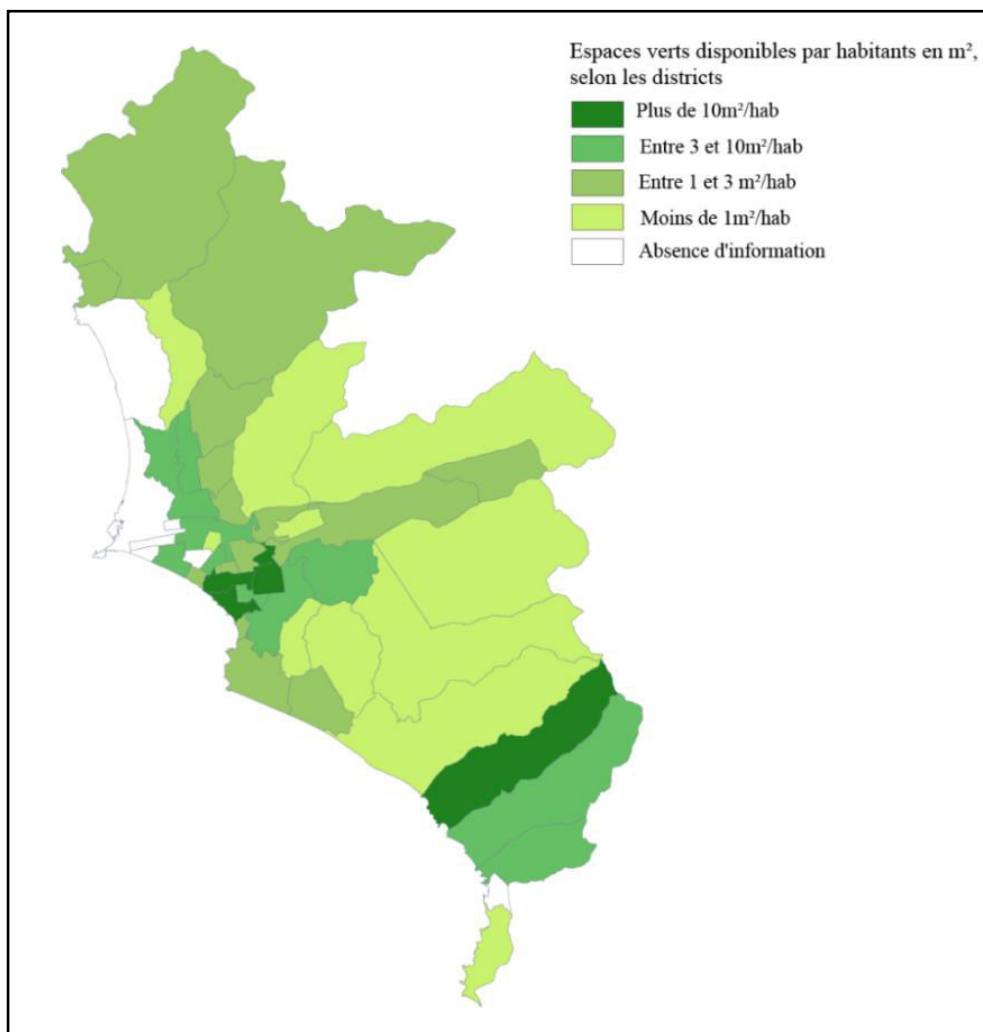 Espaces verts disponibles par habitants en m²,
selon les districts
Plus de 10m²/hab
Entre 3 et 10m²/hab
Entre 1 et 3 m²/hab
Moins de 1m²/hab
Absence d'information